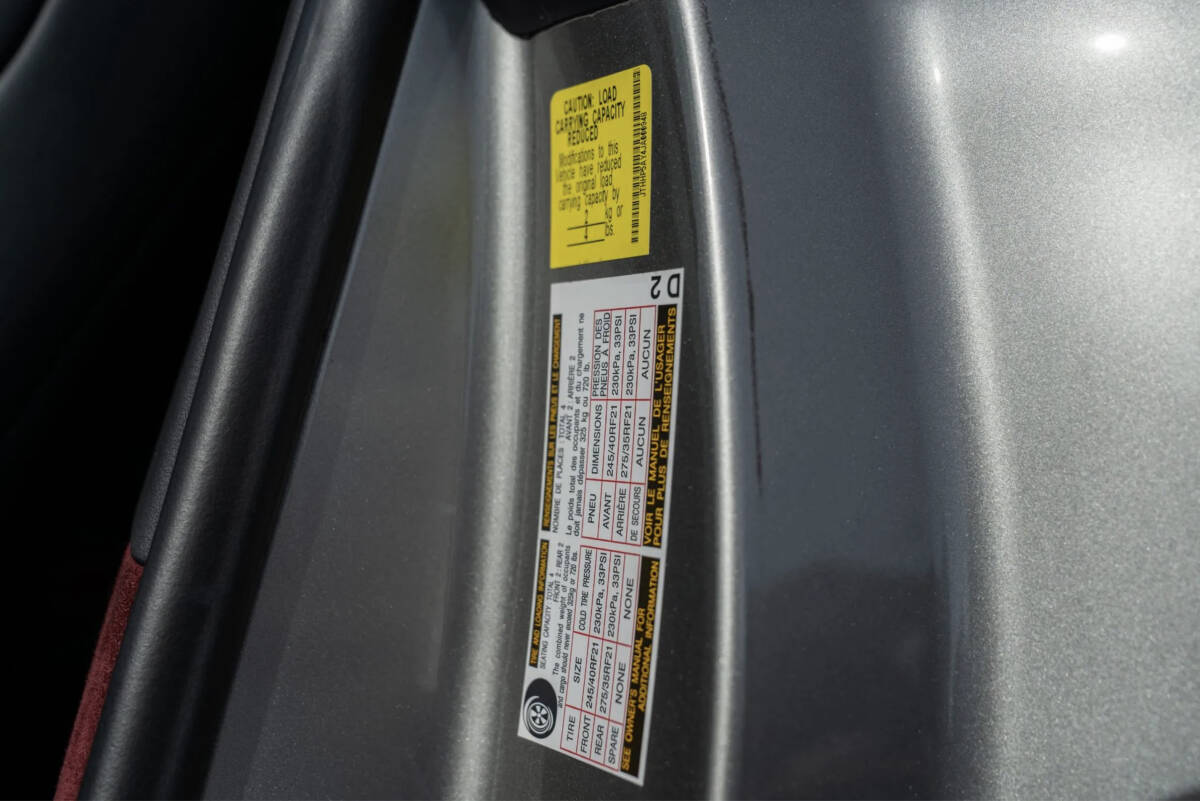 CAUTION: LOAD
CARRYING CAPACITY
REDUCED
Modifications to this
vehicle have reduced
the original load
carrying capacity by
kg or
lbs.
D2
TIRE AND LOADING INFORMATION
SEATING CAPACITY: TOTAL 4 FRONT 2 : REAR 2
The combined weight of occupants
and cargo should never exceed 325kg or 720 lbs.
TIRE SIZE COLD TIRE PRESSURE
FRONT 245/40RF21 230kPa, 33PSI
REAR 275/35RF21 230kPa, 33PSI
SPARE NONE NONE
SEE OWNER'S MANUAL FOR
ADDITIONAL INFORMATION
RENSEIGNEMENTS SUR LES PNEUS ET LE CHARGEMENT
NOMBRE DE PLACES : TOTAL 4 AVANT 2 : ARRIÈRE 2
Le poids total des occupants et du chargement ne
doit jamais dépasser 325 kg ou 720 lb.
PNEU DIMENSIONS PRESSION DES
PNEUS À FROID
AVANT 245/40RF21 230kPa, 33PSI
ARRIÈRE 275/35RF21 230kPa, 33PSI
DE SECOURS AUCUN AUCUN
VOIR LE MANUEL DE L'USAGER
POUR PLUS DE RENSEIGNEMENTS